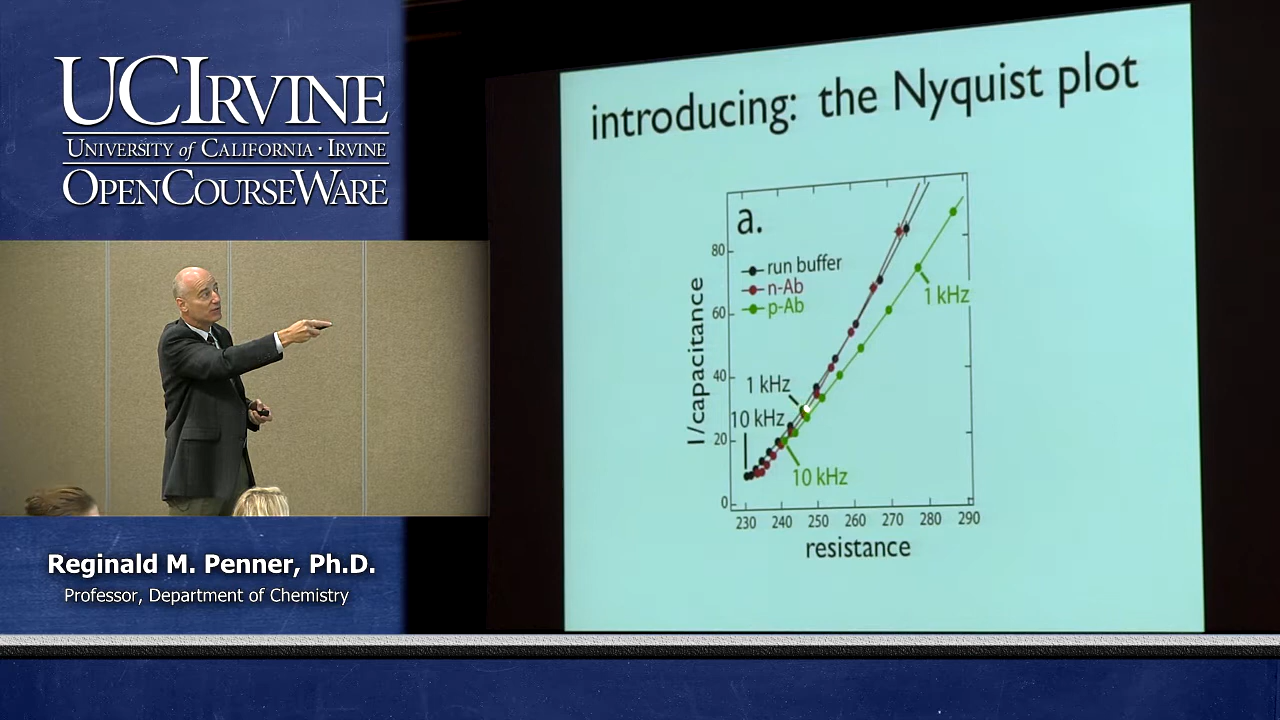 UCIRVINE
UNIVERSITY of CALIFORNIA · IRVINE
OPENCOURSEWARE
Reginald M. Penner, Ph.D.
Professor, Department of Chemistry
introducing: the Nyquist plot
a.
run buffer
n-Ab
p-Ab
1/capacitance
80
60
40
20
0
1 kHz
1 kHz
10 kHz
10 kHz
230 240 250 260 270 280 290
resistance